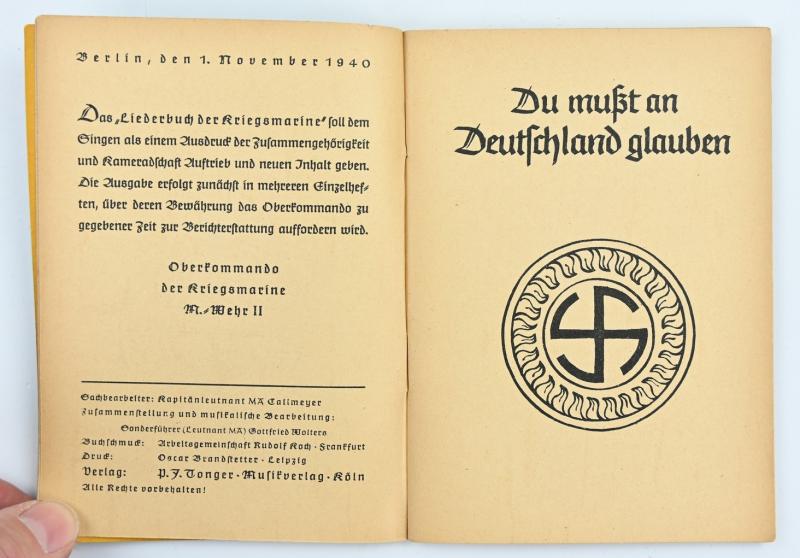 Berlin, den 1. November 1940
Das „Liederbuch der Kriegsmarine“ soll dem
Singen als einem Ausdruck der Zusammengehörigkeit
und Kameradschaft Auftrieb und neuen Inhalt geben.
Die Ausgabe erfolgt zunächst in mehreren Einzelhef-
ten, über deren Bewährung das Oberkommando zu
gegebener Zeit zur Berichterstattung auffordern wird.
Oberkommando
der Kriegsmarine
M.-Wehr II
Sachbearbeiter: Kapitänleutnant MA Callmeyer
Zusammenstellung und musikalische Bearbeitung:
Sonderführer (Leutnant MA) Gottfried Wolters
Buchschmuck: Arbeitsgemeinschaft Rudolf Koch · Frankfurt
Druck: Oscar Brandstetter · Leipzig
Verlag: P. J. Tonger · Musikverlag · Köln
Alle Rechte vorbehalten!
Du mußt an
Deutschland glauben